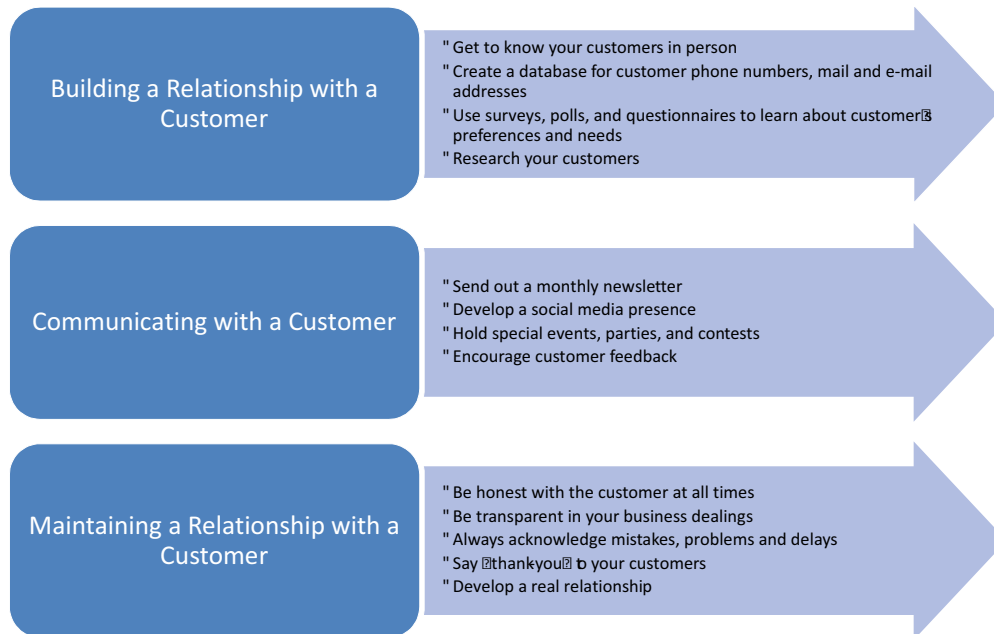 Building a Relationship with a
Customer
" Get to know your customers in person
" Create a database for customer phone numbers, mail and e-mail
addresses
" Use surveys, polls, and questionnaires to learn about customer�s
preferences and needs
" Research your customers
Communicating with a Customer
" Send out a monthly newsletter
" Develop a social media presence
" Hold special events, parties, and contests
" Encourage customer feedback
Maintaining a Relationship with a
Customer
" Be honest with the customer at all times
" Be transparent in your business dealings
" Always acknowledge mistakes, problems and delays
" Say �thank-you� to your customers
" Develop a real relationship